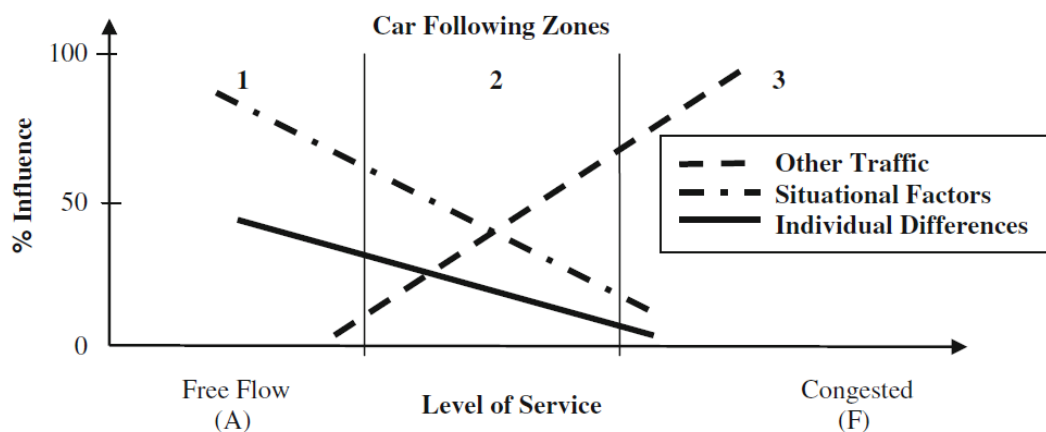 Car Following Zones
100
1
2
3
% Influence
50
0
Other Traffic
Situational Factors
Individual Differences
Free Flow
(A)
Level of Service
Congested
(F)